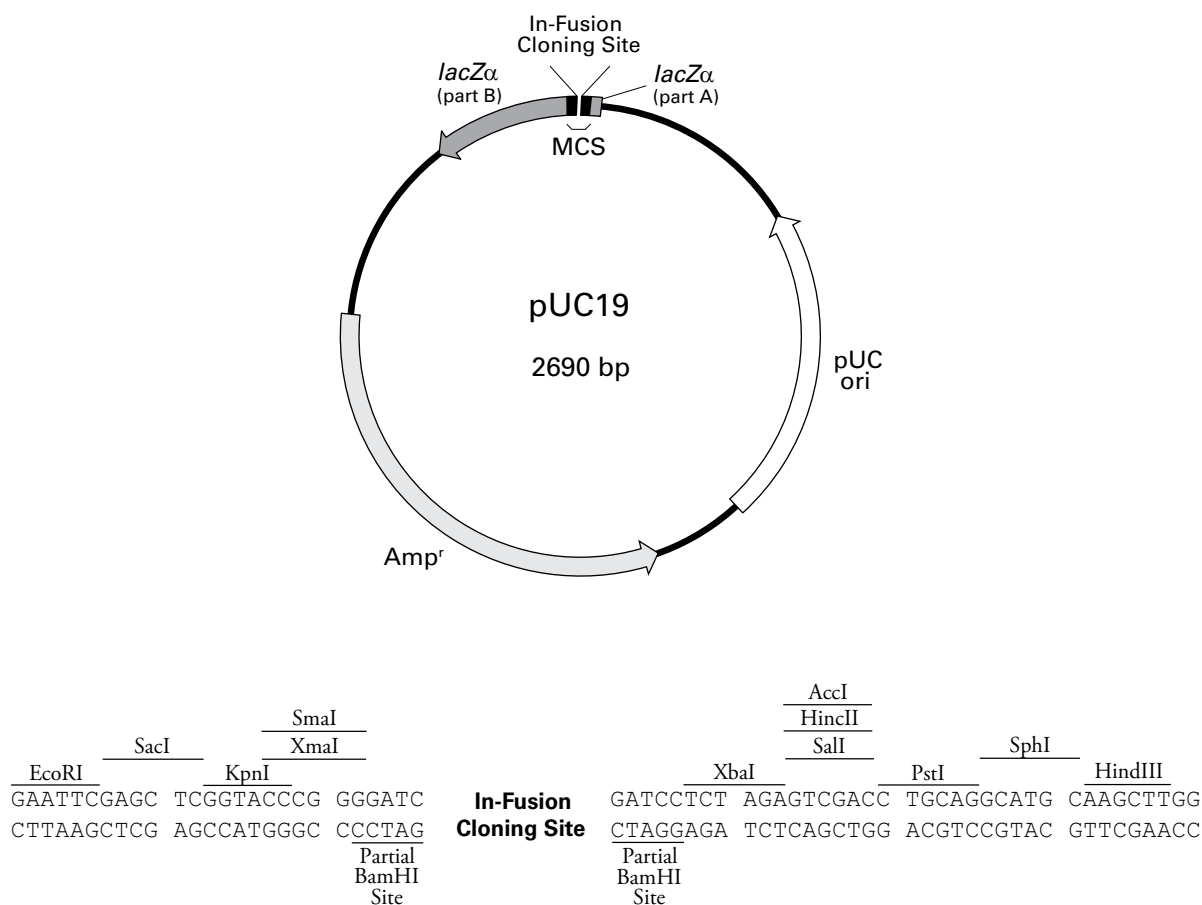 In-Fusion
Cloning Site
lacZα
(part B)
lacZα
(part A)
MCS
pUC19
2690 bp
pUC
ori
Ampʳ
AccI
SmaI HincII
SacI XmaI SalI SphI
EcoRI KpnI XbaI PstI HindIII
GAATTCGAGC TCGGTACCCG GGGATC In-Fusion GATCCTCT AGAGTCGACC TGCAGGCATG CAAGCTTGG
CTTAAGCTCG AGCCATGGGC CCCTAG Cloning Site CTAGGAGA TCTCAGCTGG ACGTCCGTAC GTTCGAACC
Partial Partial
BamHI BamHI
Site Site